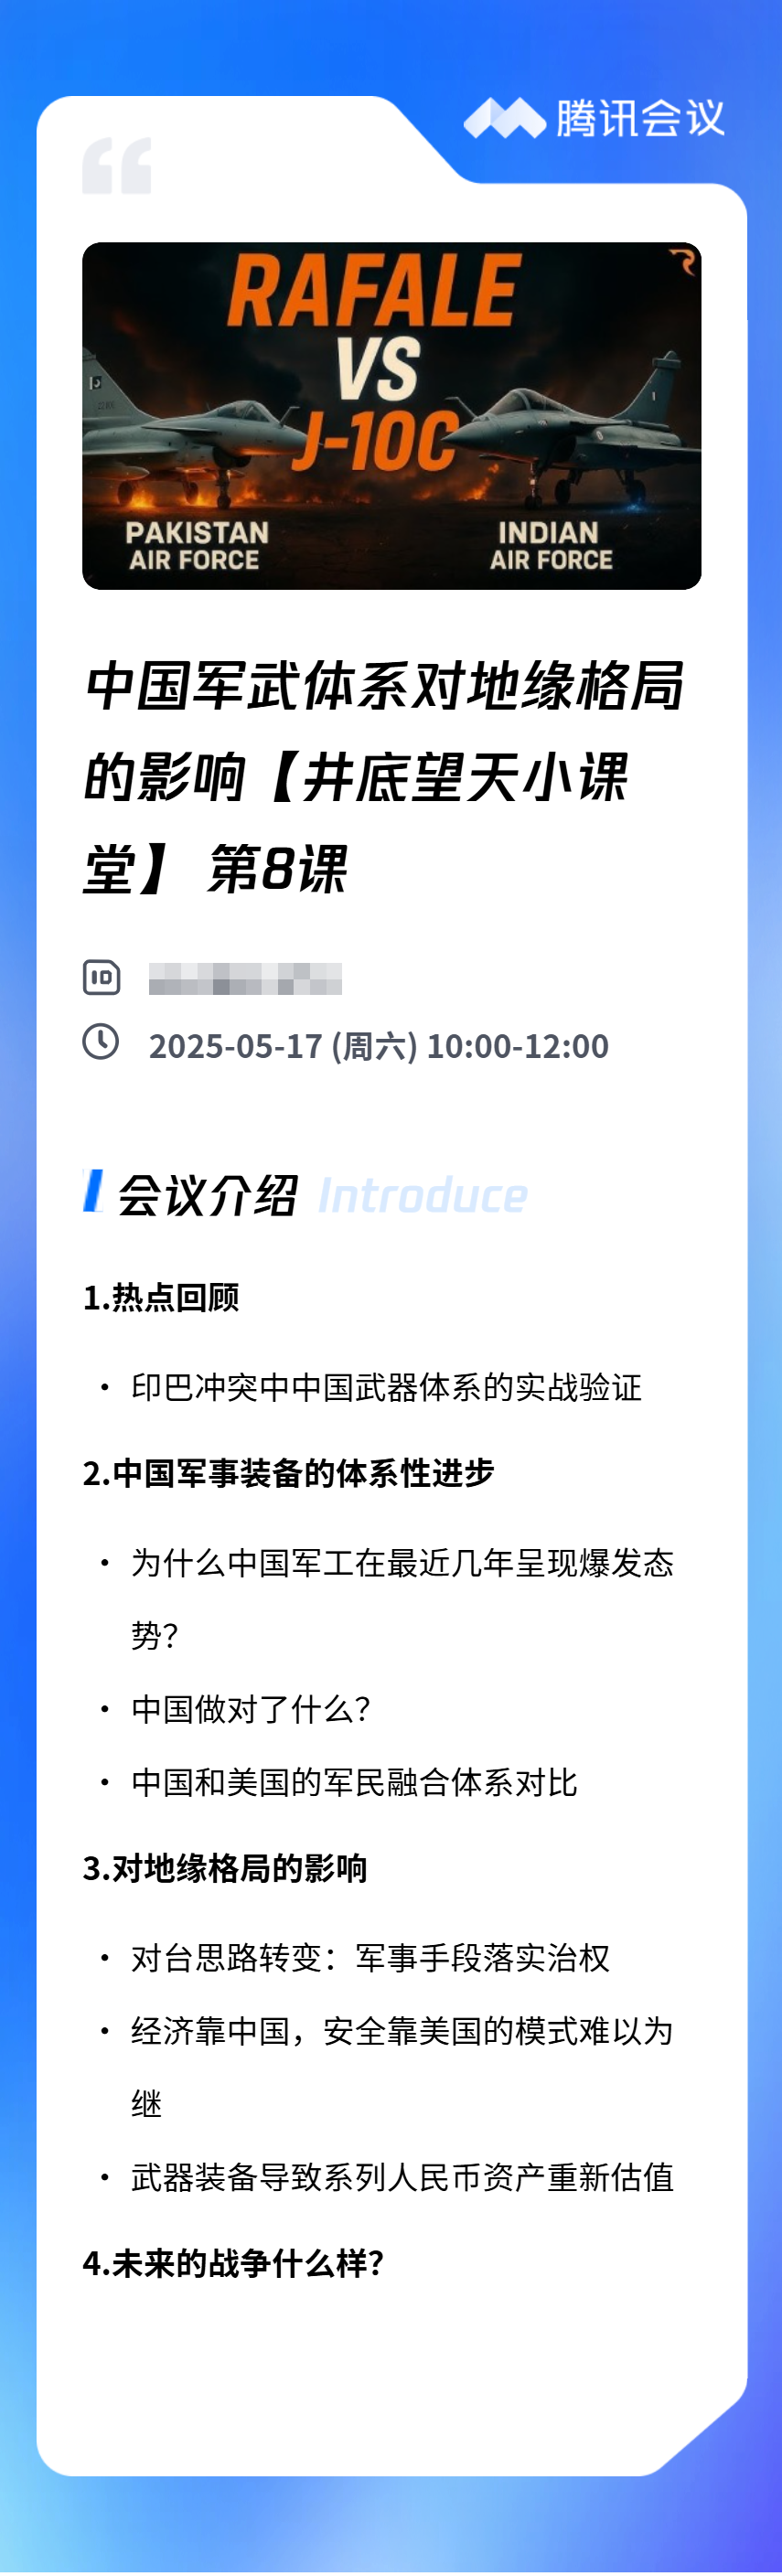 腾讯会议
RAFALE
VS
J-10C
PAKISTAN
AIR FORCE
INDIAN
AIR FORCE
中国军武体系对地缘格局
的影响【井底望天小课
堂】 第8课
ID
2025-05-17 (周六) 10:00-12:00
会议介绍 Introduce
1.热点回顾
• 印巴冲突中中国武器体系的实战验证
2.中国军事装备的体系性进步
• 为什么中国军工在最近几年呈现爆发态
势?
• 中国做对了什么?
• 中国和美国的军民融合体系对比
3.对地缘格局的影响
• 对台思路转变：军事手段落实治权
• 经济靠中国，安全靠美国的模式难以为
继
• 武器装备导致系列人民币资产重新估值
4.未来的战争什么样?